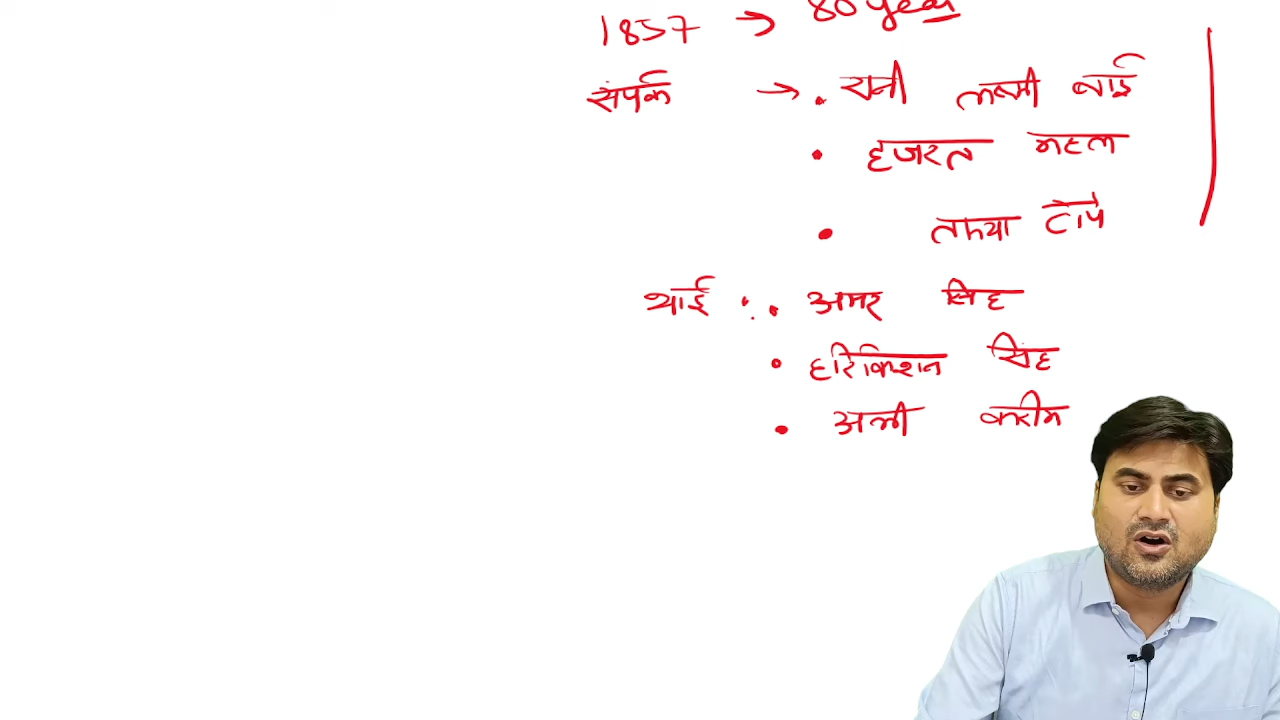 1857 → 80 year
संपर्क → • रानी लक्ष्मी बाई
• हजरत महल
• तात्या टोपे
भाई : • अमर सिंह
• हरिकिशन सिंह
• अली करीम